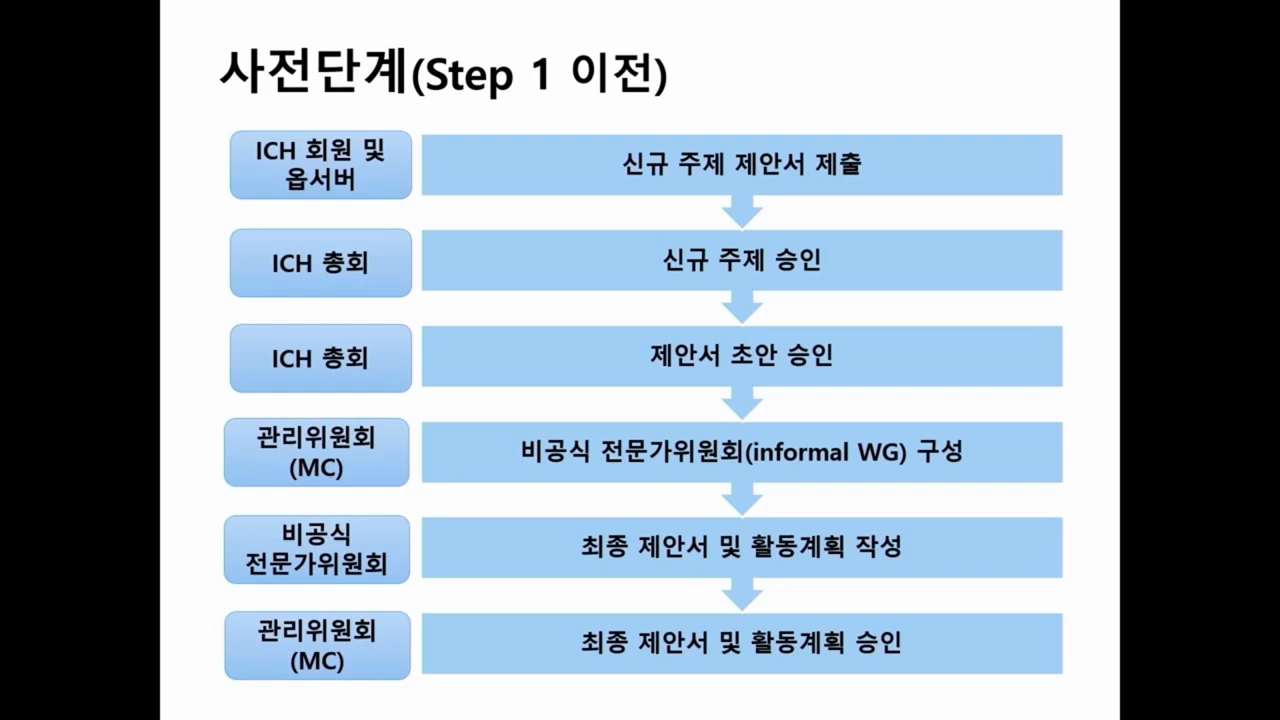 사전단계(Step 1 이전)
ICH 회원 및
옵서버
신규 주제 제안서 제출
ICH 총회
신규 주제 승인
ICH 총회
제안서 초안 승인
관리위원회
(MC)
비공식 전문가위원회(informal WG) 구성
비공식
전문가위원회
최종 제안서 및 활동계획 작성
관리위원회
(MC)
최종 제안서 및 활동계획 승인